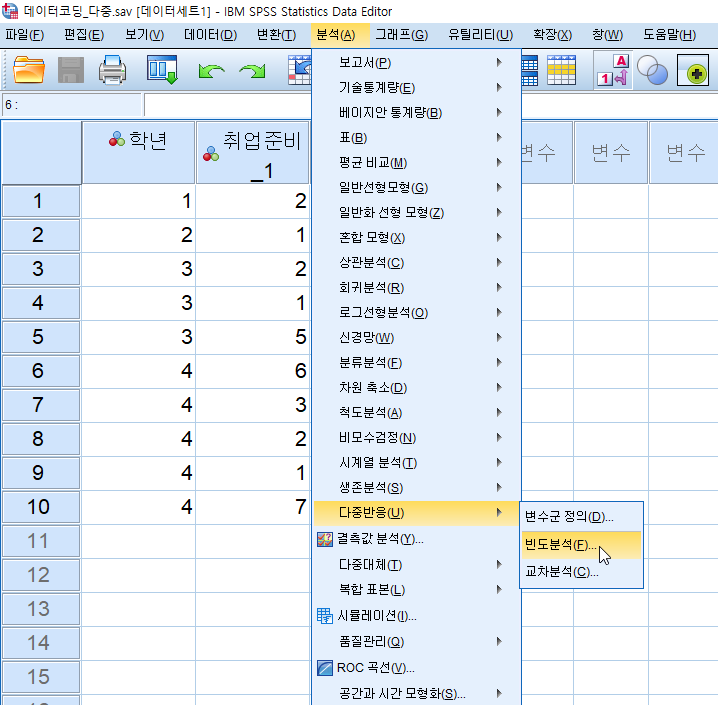 데이터코딩_다중.sav [데이터세트1] - IBM SPSS Statistics Data Editor
파일(F) 편집(E) 보기(V) 데이터(D) 변환(T) 분석(A) 그래프(G) 유틸리티(U) 확장(X) 창(W) 도움말(H)
1 A
6 :
학년 취업준비_1 변수 변수 변수
1 1 2
2 2 1
3 3 2
4 3 1
5 3 5
6 4 6
7 4 3
8 4 2
9 4 1
10 4 7
11
12
13
14
15
보고서(P)
기술통계량(E)
베이지안 통계량(B)
표(B)
평균 비교(M)
일반선형모형(G)
일반화 선형 모형(Z)
혼합 모형(X)
상관분석(C)
회귀분석(R)
로그선형분석(O)
신경망(W)
분류분석(F)
차원 축소(D)
척도분석(A)
비모수검정(N)
시계열 분석(T)
생존분석(S)
다중반응(U)
결측값 분석(Y)...
다중대체(T)
복합 표본(L)
시뮬레이션(I)...
품질관리(Q)
ROC 곡선(V)...
공간과 시간 모형화(S)...
변수군 정의(D)...
빈도분석(F)...
교차분석(C)...